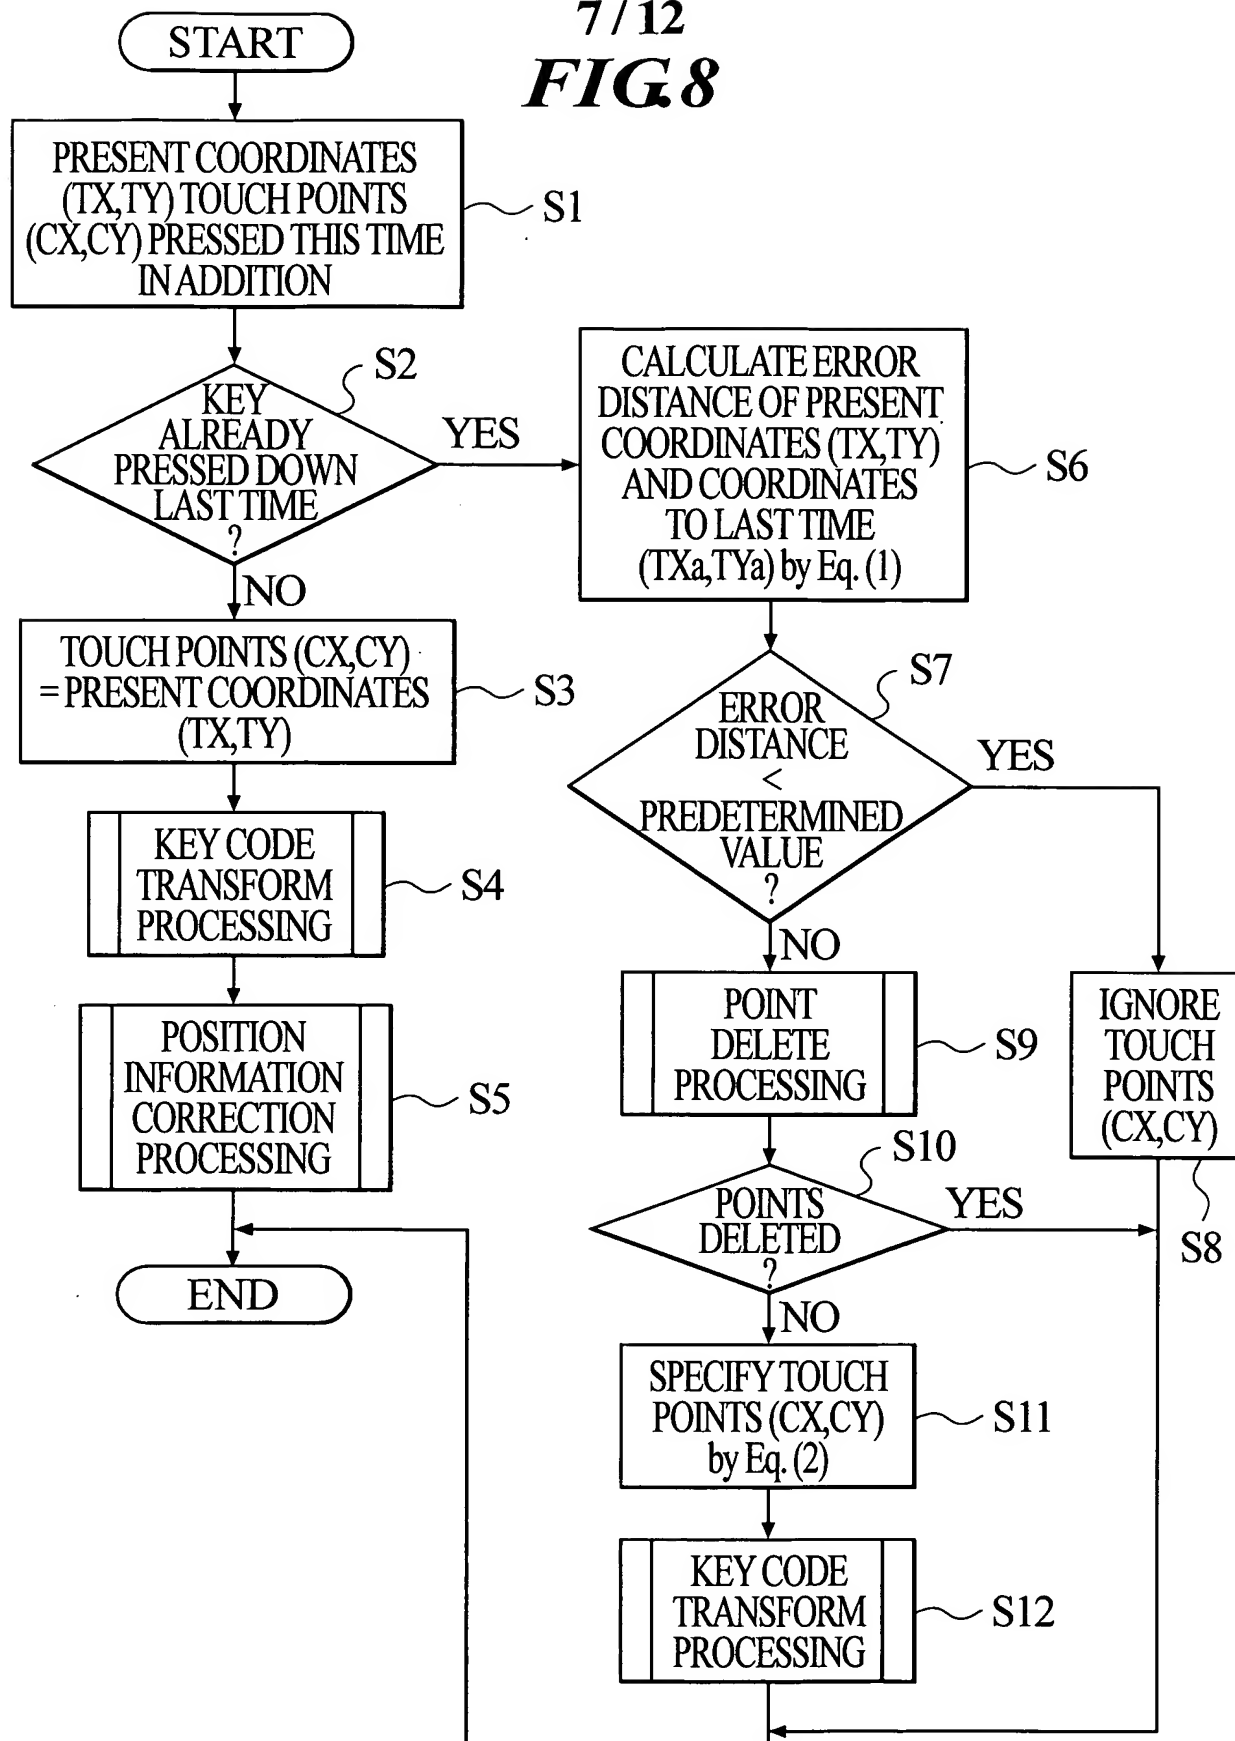 7/12
FIG.8
START
PRESENT COORDINATES
(TX,TY) TOUCH POINTS
(CX,CY) PRESSED THIS TIME
IN ADDITION
S1
KEY
ALREADY
PRESSED DOWN
LAST TIME
?
S2
YES
NO
TOUCH POINTS (CX,CY)
= PRESENT COORDINATES
(TX,TY)
S3
KEY CODE
TRANSFORM
PROCESSING
S4
POSITION
INFORMATION
CORRECTION
PROCESSING
S5
END
CALCULATE ERROR
DISTANCE OF PRESENT
COORDINATES (TX,TY)
AND COORDINATES
TO LAST TIME
(TXa,TYa) by Eq. (1)
S6
ERROR
DISTANCE
<
PREDETERMINED
VALUE
?
S7
YES
NO
IGNORE
TOUCH
POINTS
(CX,CY)
S8
POINT
DELETE
PROCESSING
S9
POINTS
DELETED
?
S10
YES
NO
SPECIFY TOUCH
POINTS (CX,CY)
by Eq. (2)
S11
KEY CODE
TRANSFORM
PROCESSING
S12